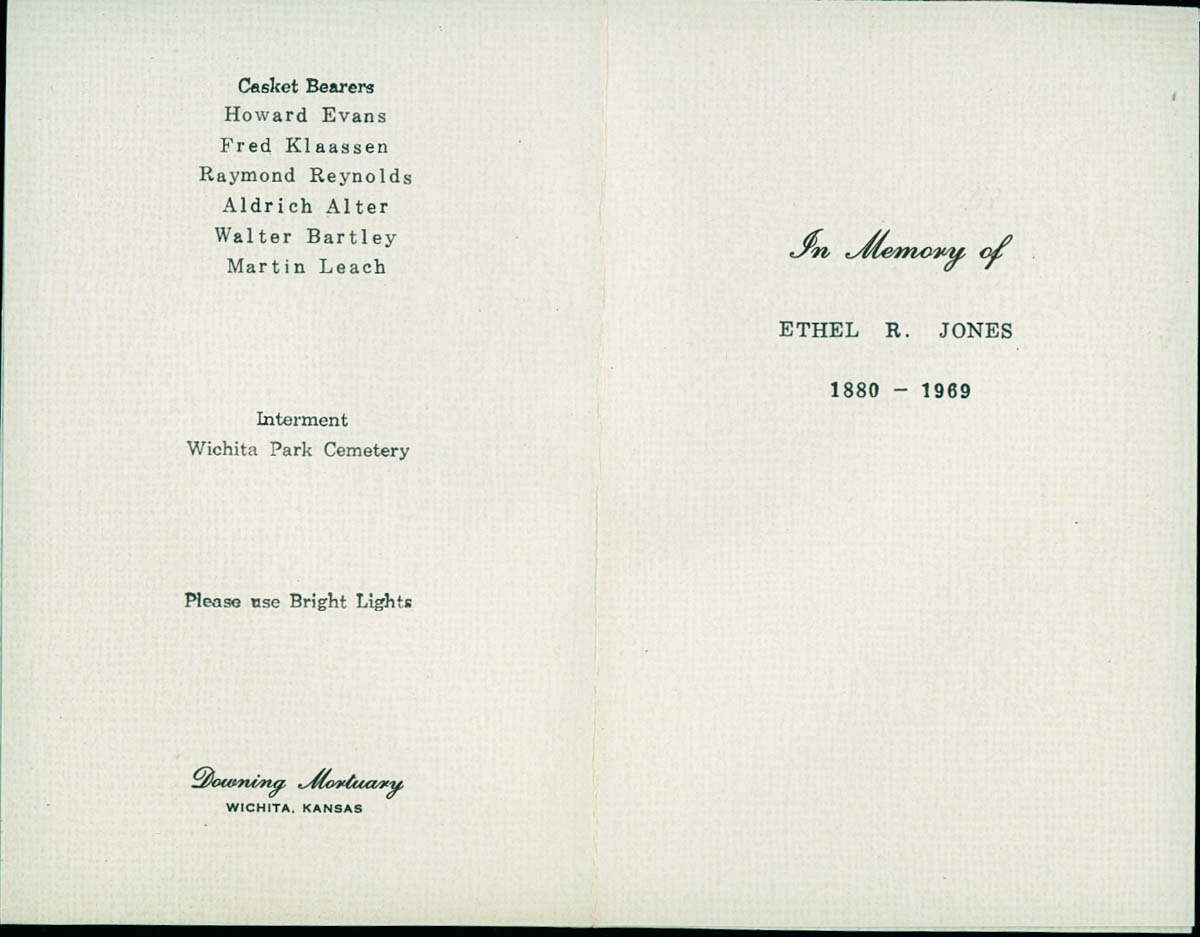 Casket Bearers
Howard Evans
Fred Klaassen
Raymond Reynolds
Aldrich Alter
Walter Bartley
Martin Leach
Interment
Wichita Park Cemetery
Please use Bright Lights
Downing Mortuary
WICHITA, KANSAS
In Memory of
ETHEL R. JONES
1880 - 1969